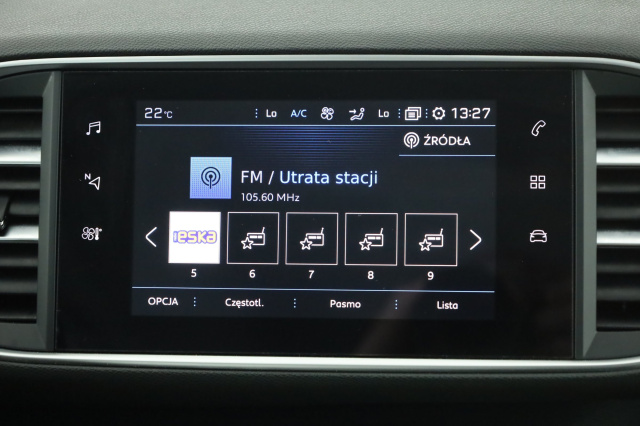 22°C Lo A/C Lo 13:27
ŹRÓDŁA
N
FM / Utrata stacji
105.60 MHz
ESKA
5 6 7 8 9
OPCJA Częstotl. Pasmo Lista